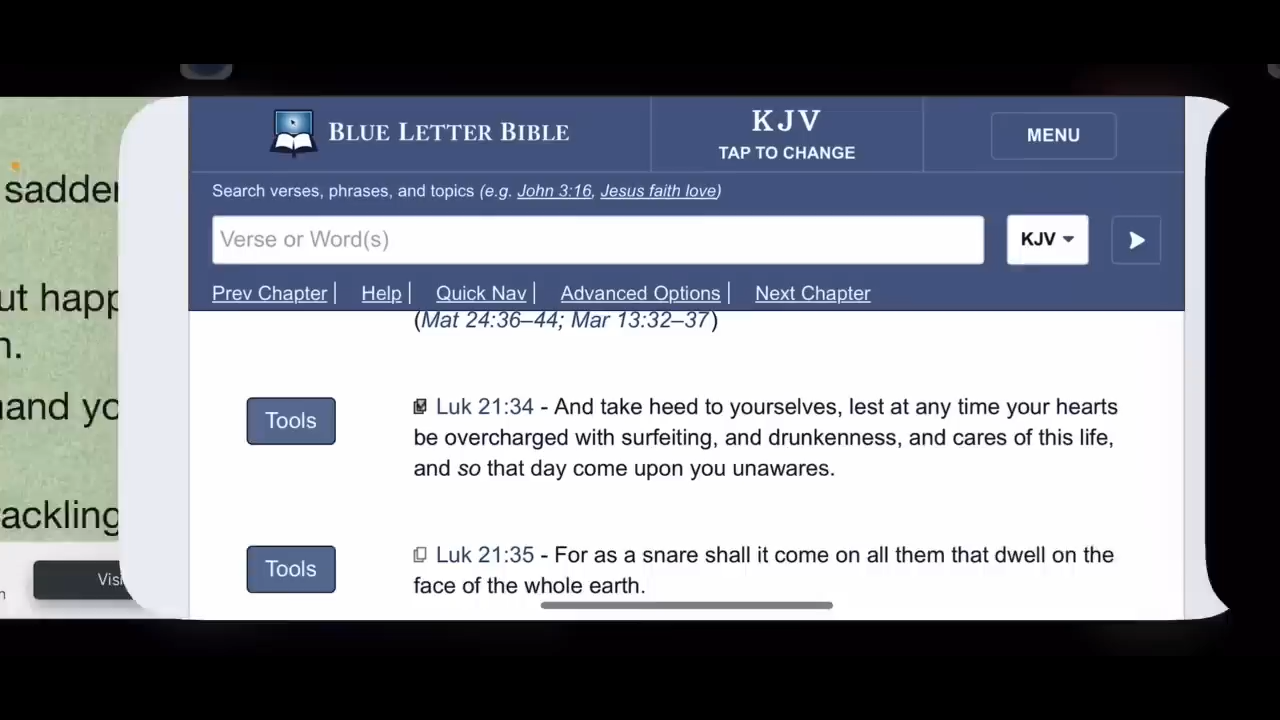 BLUE LETTER BIBLE
KJV
TAP TO CHANGE
MENU
Search verses, phrases, and topics (e.g. John 3:16, Jesus faith love)
Verse or Word(s)
KJV
Prev Chapter | Help | Quick Nav | Advanced Options | Next Chapter
(Mat 24:36–44; Mar 13:32–37)
Tools
Luk 21:34 - And take heed to yourselves, lest at any time your hearts
be overcharged with surfeiting, and drunkenness, and cares of this life,
and so that day come upon you unawares.
Tools
Luk 21:35 - For as a snare shall it come on all them that dwell on the
face of the whole earth.
sadder
ut happ
n.
and yo
ackling
Visi
n